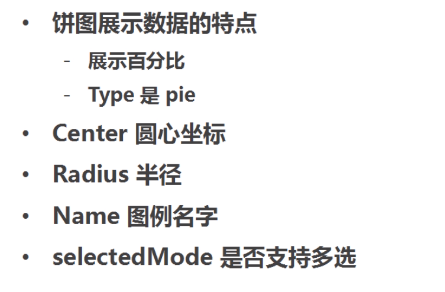 • 饼图展示数据的特点
- 展示百分比
- Type 是 pie
• Center 圆心坐标
• Radius 半径
• Name 图例名字
• selectedMode 是否支持多选